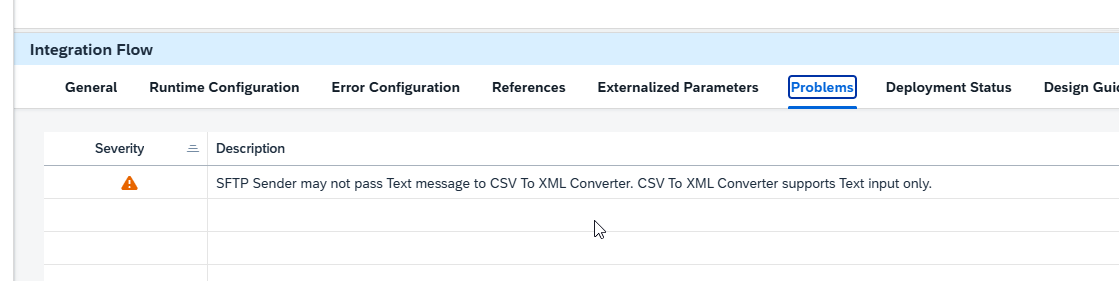 Integration Flow
General Runtime Configuration Error Configuration References Externalized Parameters Problems Deployment Status Design
Severity Description
SFTP Sender may not pass Text message to CSV To XML Converter. CSV To XML Converter supports Text input only.